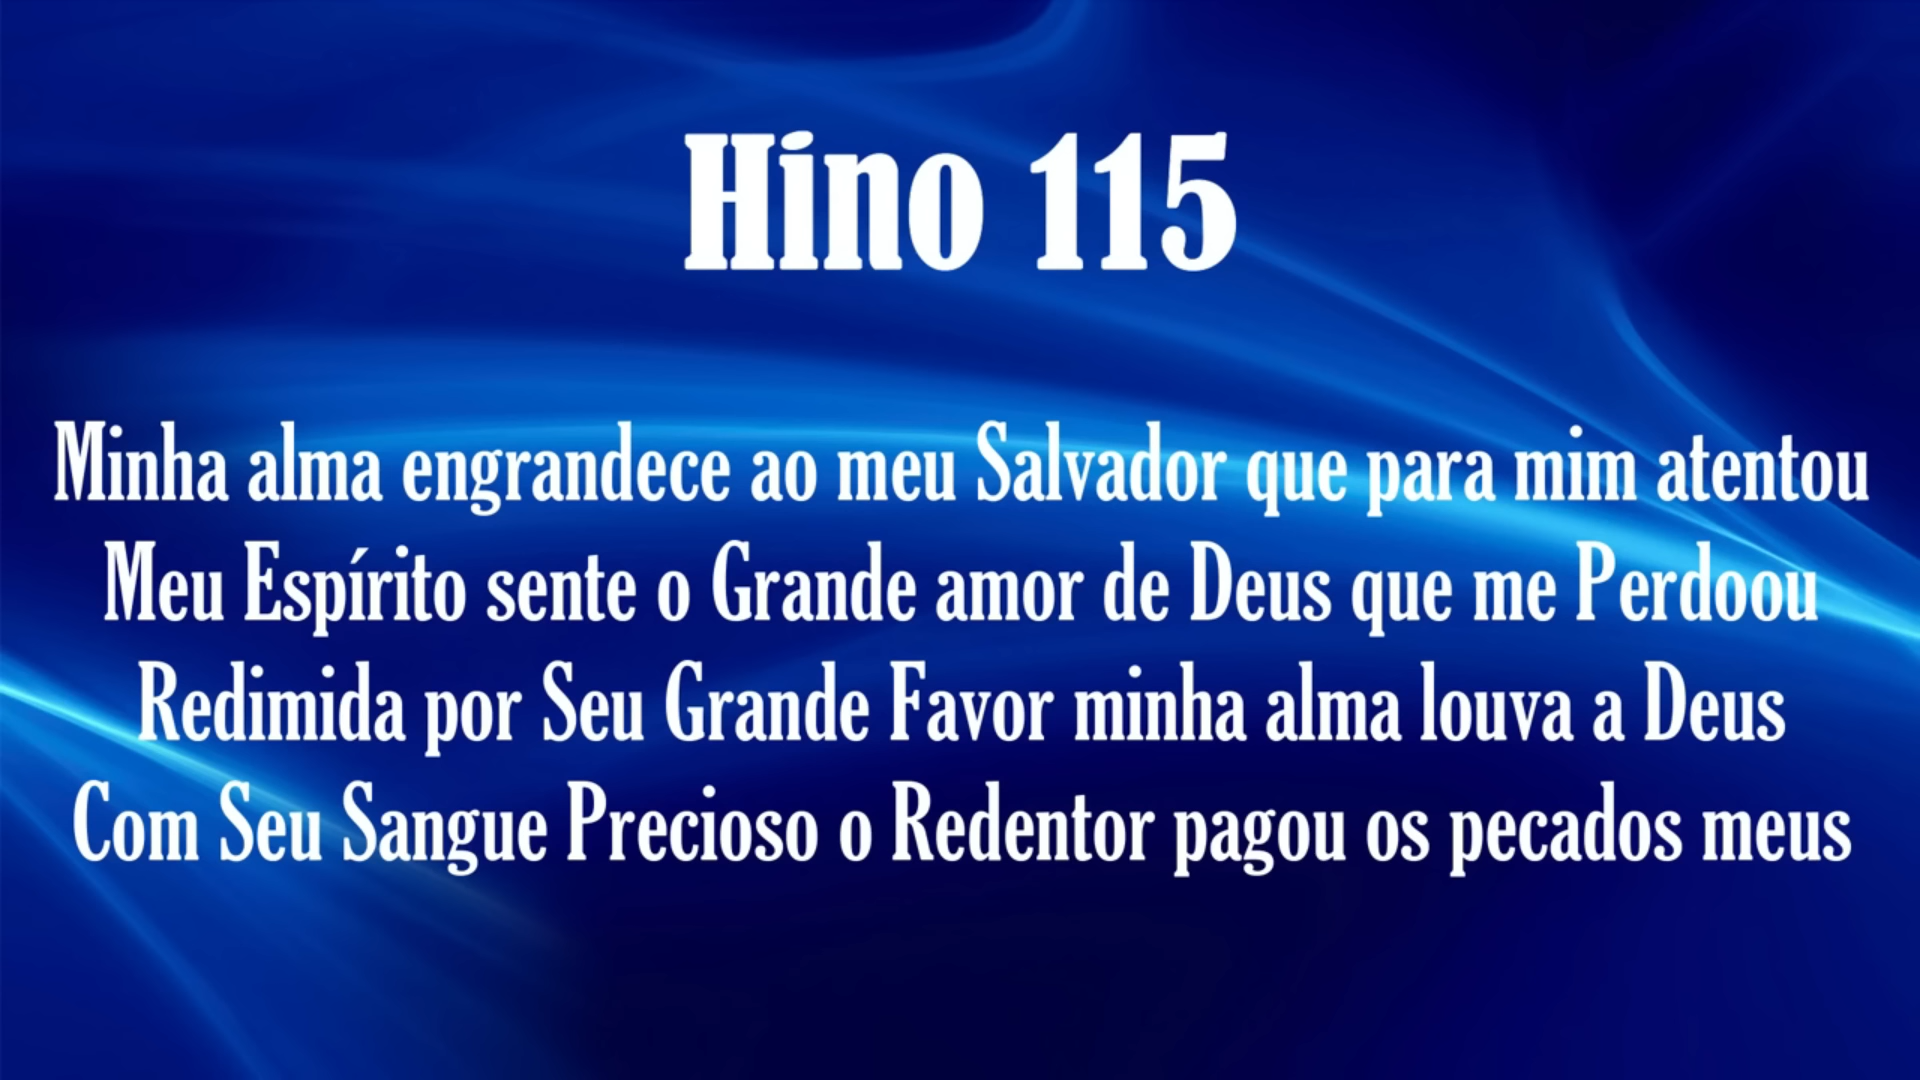 Hino 115
Minha alma engrandece ao meu Salvador que para mim atentou
Meu Espírito sente o Grande amor de Deus que me Perdoou
Redimida por Seu Grande Favor minha alma louva a Deus
Com Seu Sangue Precioso o Redentor pagou os pecados meus